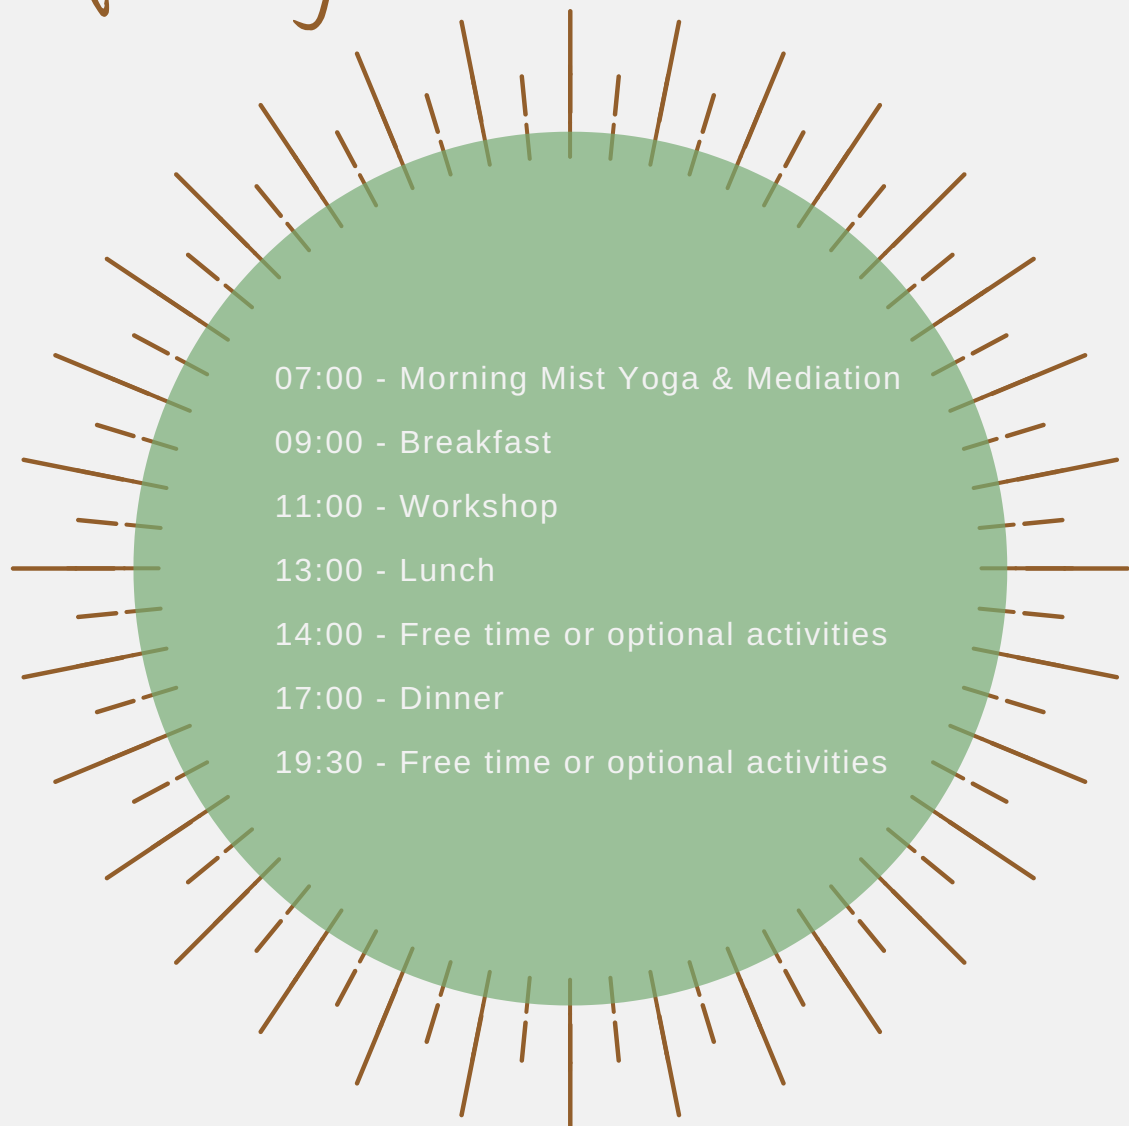 07:00 - Morning Mist Yoga & Mediation
09:00 - Breakfast
11:00 - Workshop
13:00 - Lunch
14:00 - Free time or optional activities
17:00 - Dinner
19:30 - Free time or optional activities